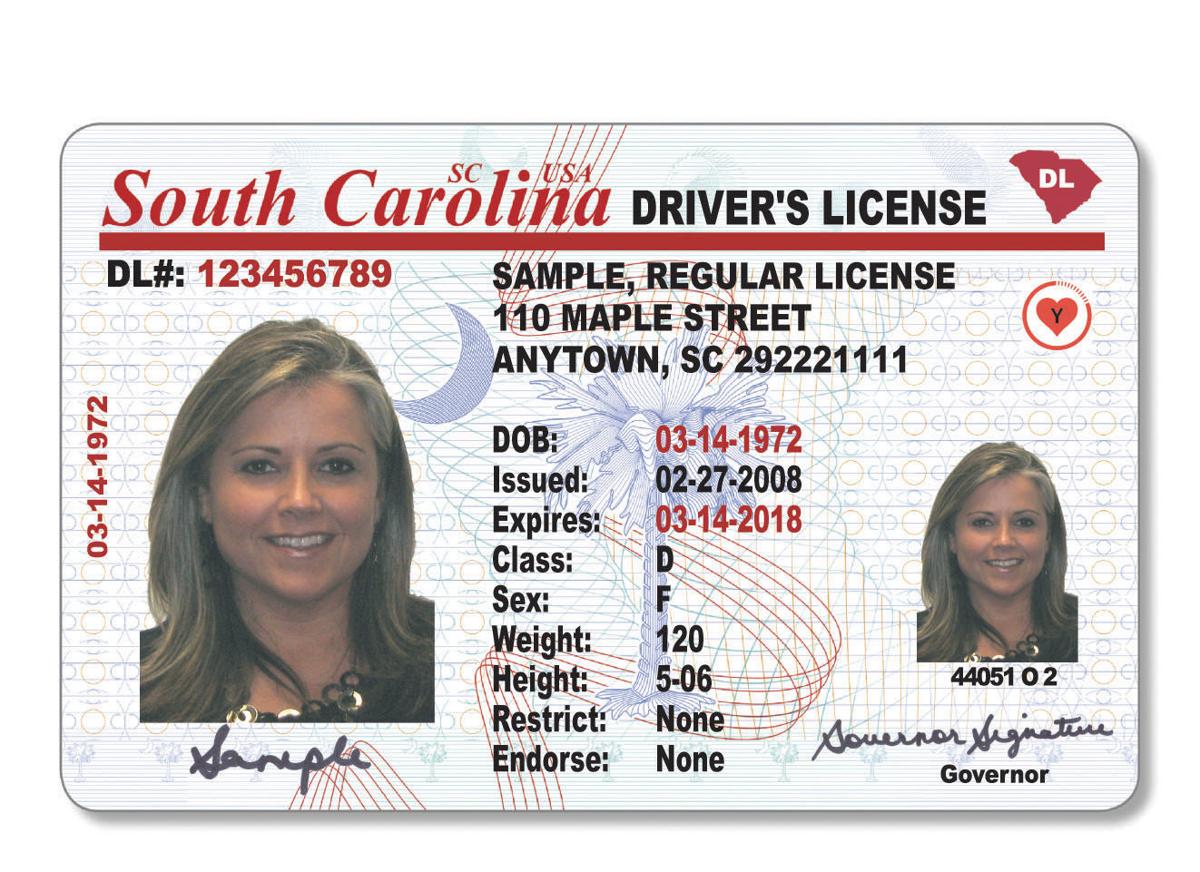 SC USA
South Carolina DRIVER'S LICENSE
DL
DL#: 123456789
SAMPLE, REGULAR LICENSE
110 MAPLE STREET
ANYTOWN, SC 292221111
Y
03-14-1972
DOB: 03-14-1972
Issued: 02-27-2008
Expires: 03-14-2018
Class: D
Sex: F
Weight: 120
Height: 5-06
Restrict: None
Endorse: None
Sample
44051 O 2
Governor Signature
Governor